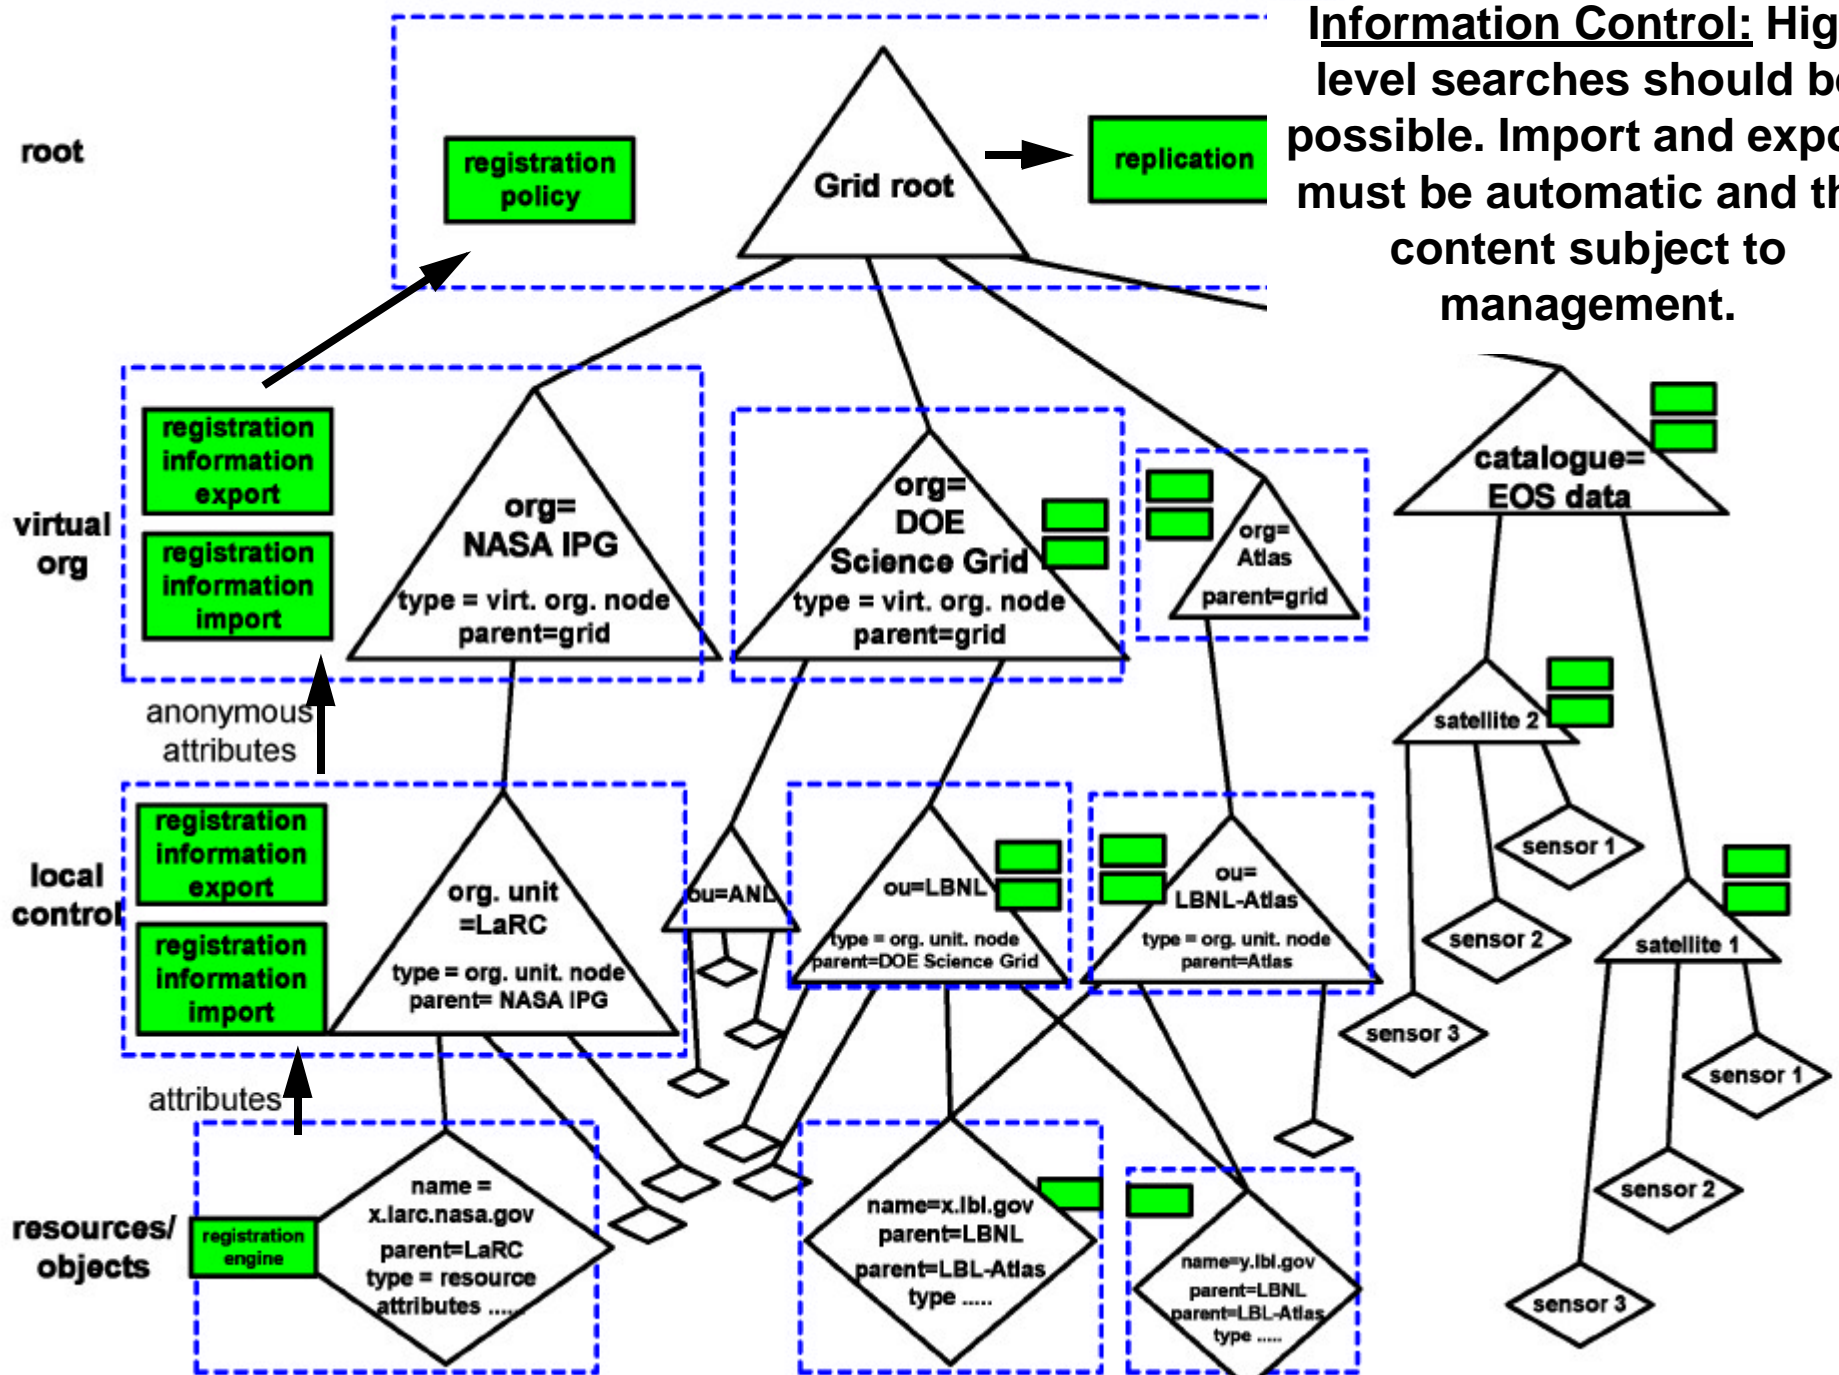 Information Control:
level searches should
possible. Import and
must be automatic and
content subject to
management.
root
registration
policy
Grid root
replication
virtual
org
registration
information
export
registration
information
import
org=
NASA IPG
type = virt. org. node
parent=grid
org=
DOE
Science Grid
type = virt. org. node
parent=grid
org=
Atlas
parent=grid
catalogue=
EOS data
anonymous
attributes
satellite 2
local
control
registration
information
export
registration
information
import
org. unit
=LaRC
type = org. unit. node
parent= NASA IPG
ou=ANL
ou=LBNL
type = org. unit. node
parent=DOE Science Grid
ou=
LBNL-Atlas
type = org. unit. node
parent=Atlas
sensor 1
sensor 2
sensor 3
satellite 1
sensor 1
sensor 2
sensor 3
attributes
resources/
objects
registration
engine
name =
x.larc.nasa.gov
parent=LaRC
type = resource
attributes .....
name=x.lbl.gov
parent=LBNL
parent=LBL-Atlas
type .....
name=y.lbl.gov
parent=LBNL
parent=LBL-Atlas
type .....